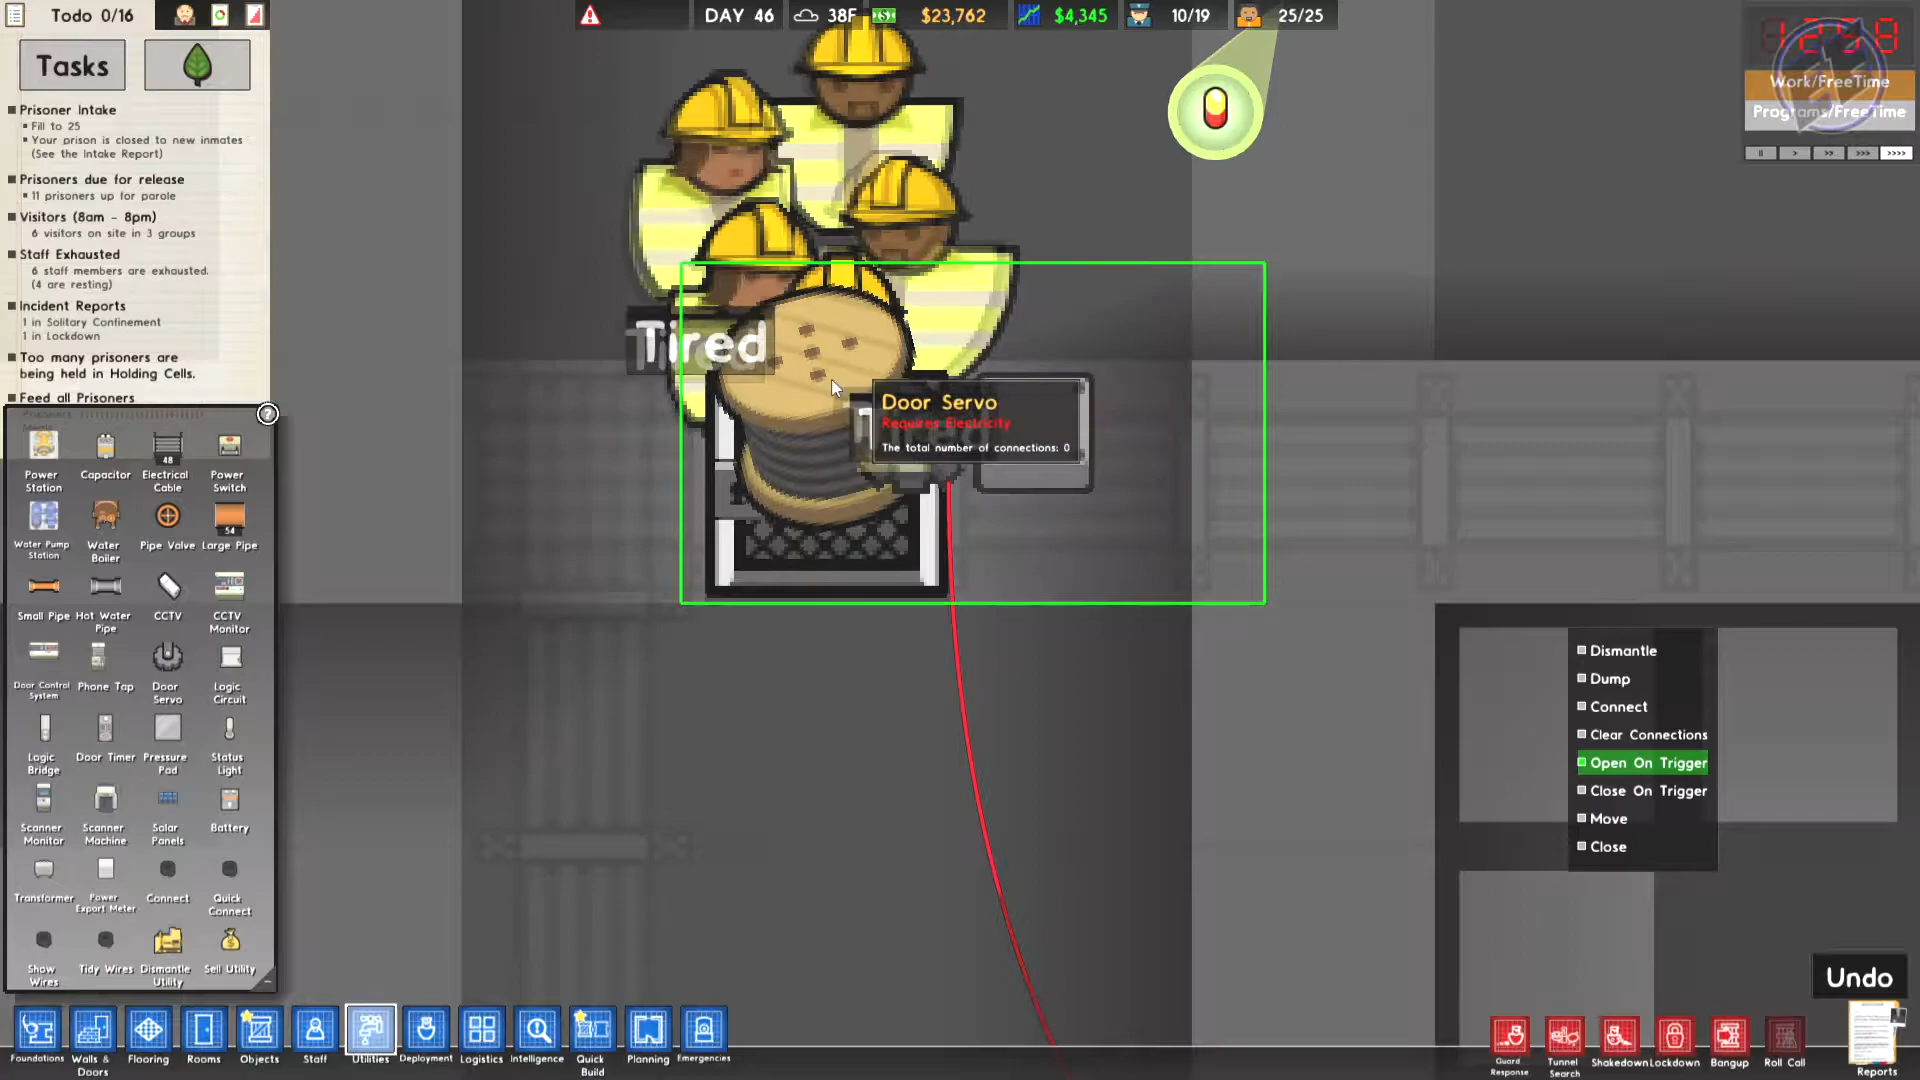 Todo 0/16
DAY 46
38F
$23,762
$4,345
10/19
25/25
Tasks
Work/FreeTime
Programs/FreeTime
Prisoner Intake
Fill to 25
Your prison is closed to new inmates
(See the Intake Report)
Prisoners due for release
11 prisoners up for parole
Visitors (8am - 8pm)
6 visitors on site in 3 groups
Staff Exhausted
6 staff members are exhausted.
(4 are resting)
Incident Reports
1 in Solitary Confinement
1 in Lockdown
Too many prisoners are
being held in Holding Cells.
Feed all Prisoners
Tired
Door Servo
Requires Electricity
The total number of connections: 0
Power Station
Capacitor
48
Electrical Cable
Power Switch
Water Pump Station
Water Boiler
Pipe Valve
54
Large Pipe
Small Pipe
Hot Water Pipe
CCTV
CCTV Monitor
Door Control System
Phone Tap
Door Servo
Logic Circuit
Logic Bridge
Door Timer
Pressure Pad
Status Light
Scanner Monitor
Scanner Machine
Solar Panels
Battery
Transformer
Power Export Meter
Connect
Quick Connect
Show Wires
Tidy Wires
Dismantle Utility
Sell Utility
Dismantle
Dump
Connect
Clear Connections
Open On Trigger
Close On Trigger
Move
Close
Undo
Foundations
Walls & Doors
Flooring
Rooms
Objects
Staff
Utilities
Deployment
Logistics
Intelligence
Quick Build
Planning
Emergencies
Guard Response
Tunnel Search
Shakedown
Lockdown
Bangup
Roll Call
Reports